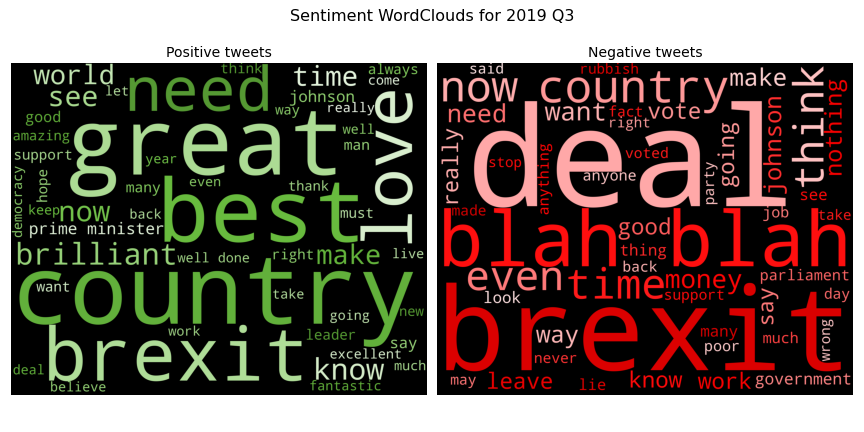 Sentiment WordClouds for 2019 Q3
Positive tweets
world
let
need
think
time
always
come
see
johnson
really
way
good
great
love
amazing
well
man
support
year
many
even
thank
hope
democracy
keep
now
back
best
must
prime minister
brilliant
well done
right
make
live
country
want
take
going
new
brexit
work
leader
say
excellent
know
much
deal
believe
fantastic
Negative tweets
said
rubbish
now
country
make
think
nothing
need
want
fact
vote
right
johnson
going
really
deal
stop
voted
anyone
anything
party
see
made
blah
blah
good
job
take
thing
back
even
time
money
parliament
look
support
say
day
brexit
way
many
poor
much
wrong
never
may
leave
lie
know
work
government